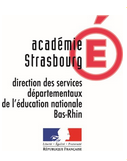 académie
Strasbourg
direction des services
départementaux
de l'éducation nationale
Bas-Rhin
Liberté • Égalité • Fraternité
RÉPUBLIQUE FRANÇAISE